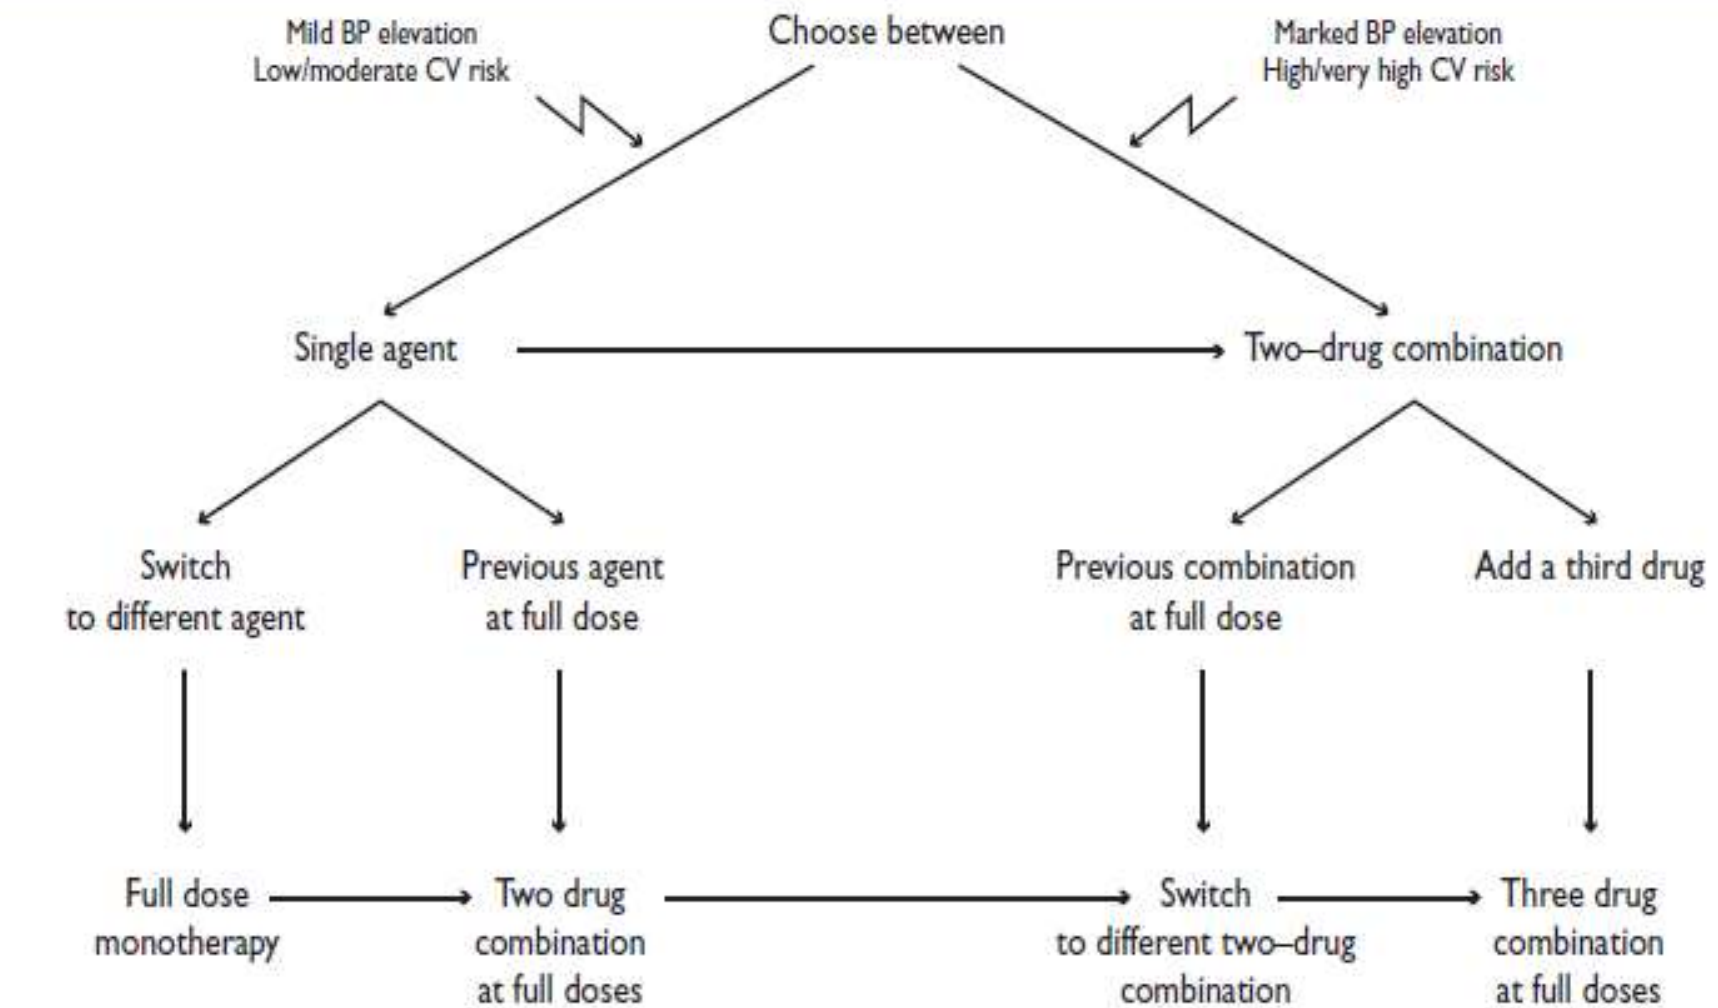 Mild BP elevation
Low/moderate CV risk
Choose between
Marked BP elevation
High/very high CV risk
Single agent
Two–drug combination
Switch
to different agent
Previous agent
at full dose
Previous combination
at full dose
Add a third drug
Full dose
monotherapy
Two drug
combination
at full doses
Switch
to different two–drug
combination
Three drug
combination
at full doses